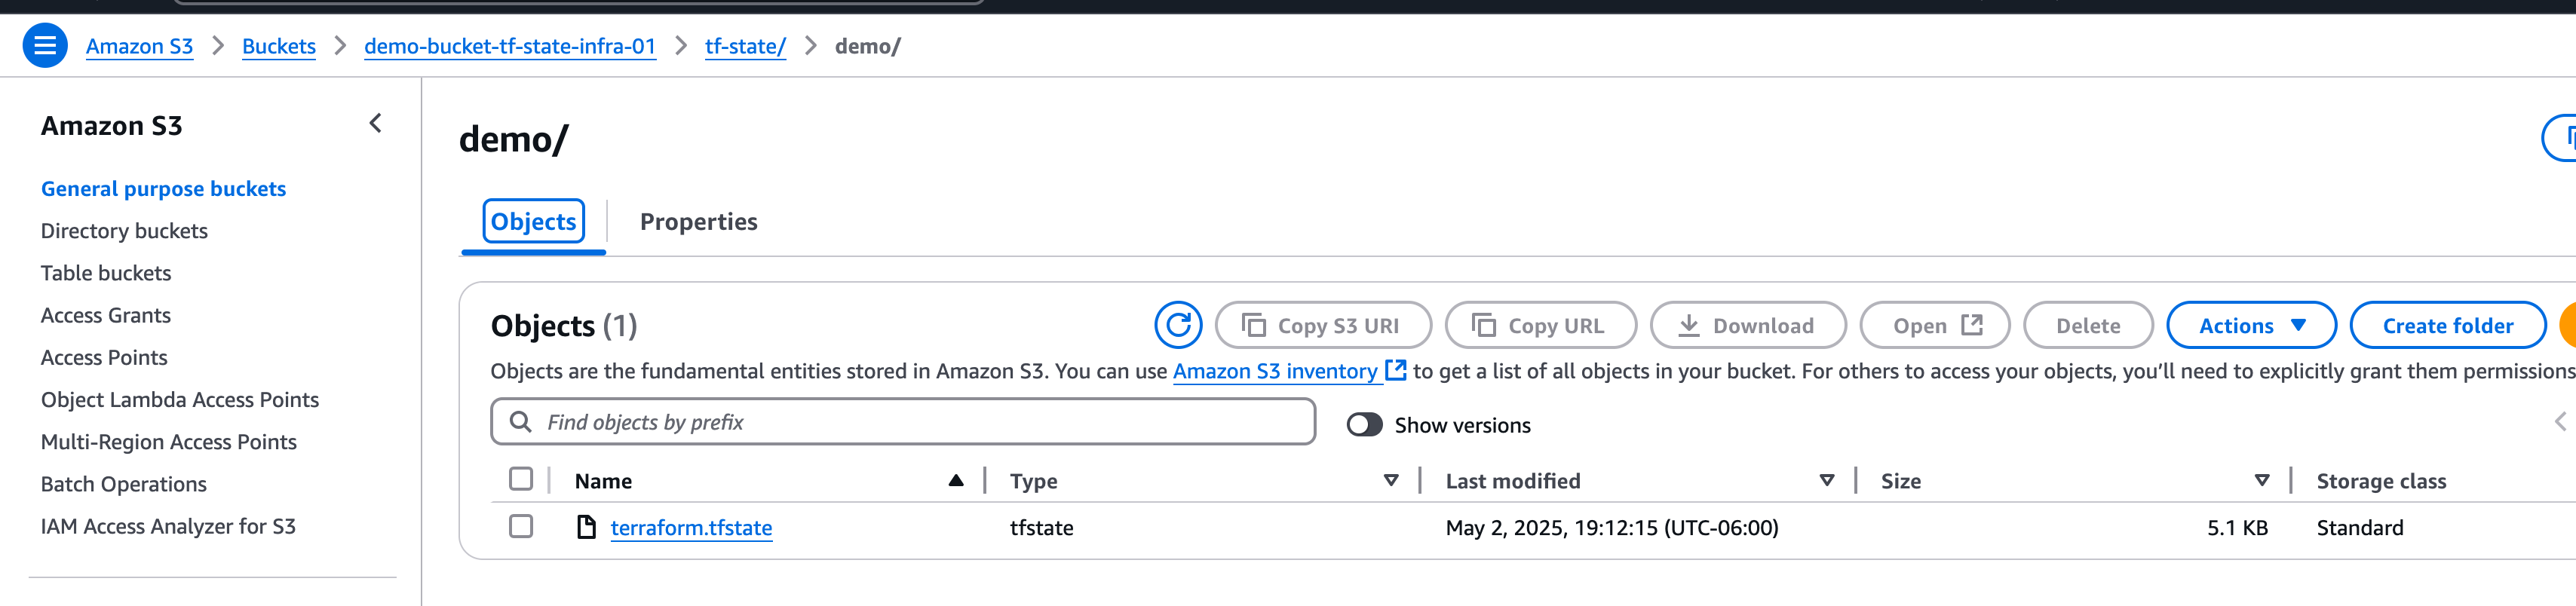 Amazon S3 > Buckets > demo-bucket-tf-state-infra-01 > tf-state/ > demo/
Amazon S3
General purpose buckets
Directory buckets
Table buckets
Access Grants
Access Points
Object Lambda Access Points
Multi-Region Access Points
Batch Operations
IAM Access Analyzer for S3
demo/
Objects
Properties
Objects (1)
Copy S3 URI
Copy URL
Download
Open
Delete
Actions
Create folder
Objects are the fundamental entities stored in Amazon S3. You can use Amazon S3 inventory to get a list of all objects in your bucket. For others to access your objects, you'll need to explicitly grant them permissions
Find objects by prefix
Show versions
Name Type Last modified Size Storage class
terraform.tfstate tfstate May 2, 2025, 19:12:15 (UTC-06:00) 5.1 KB Standard